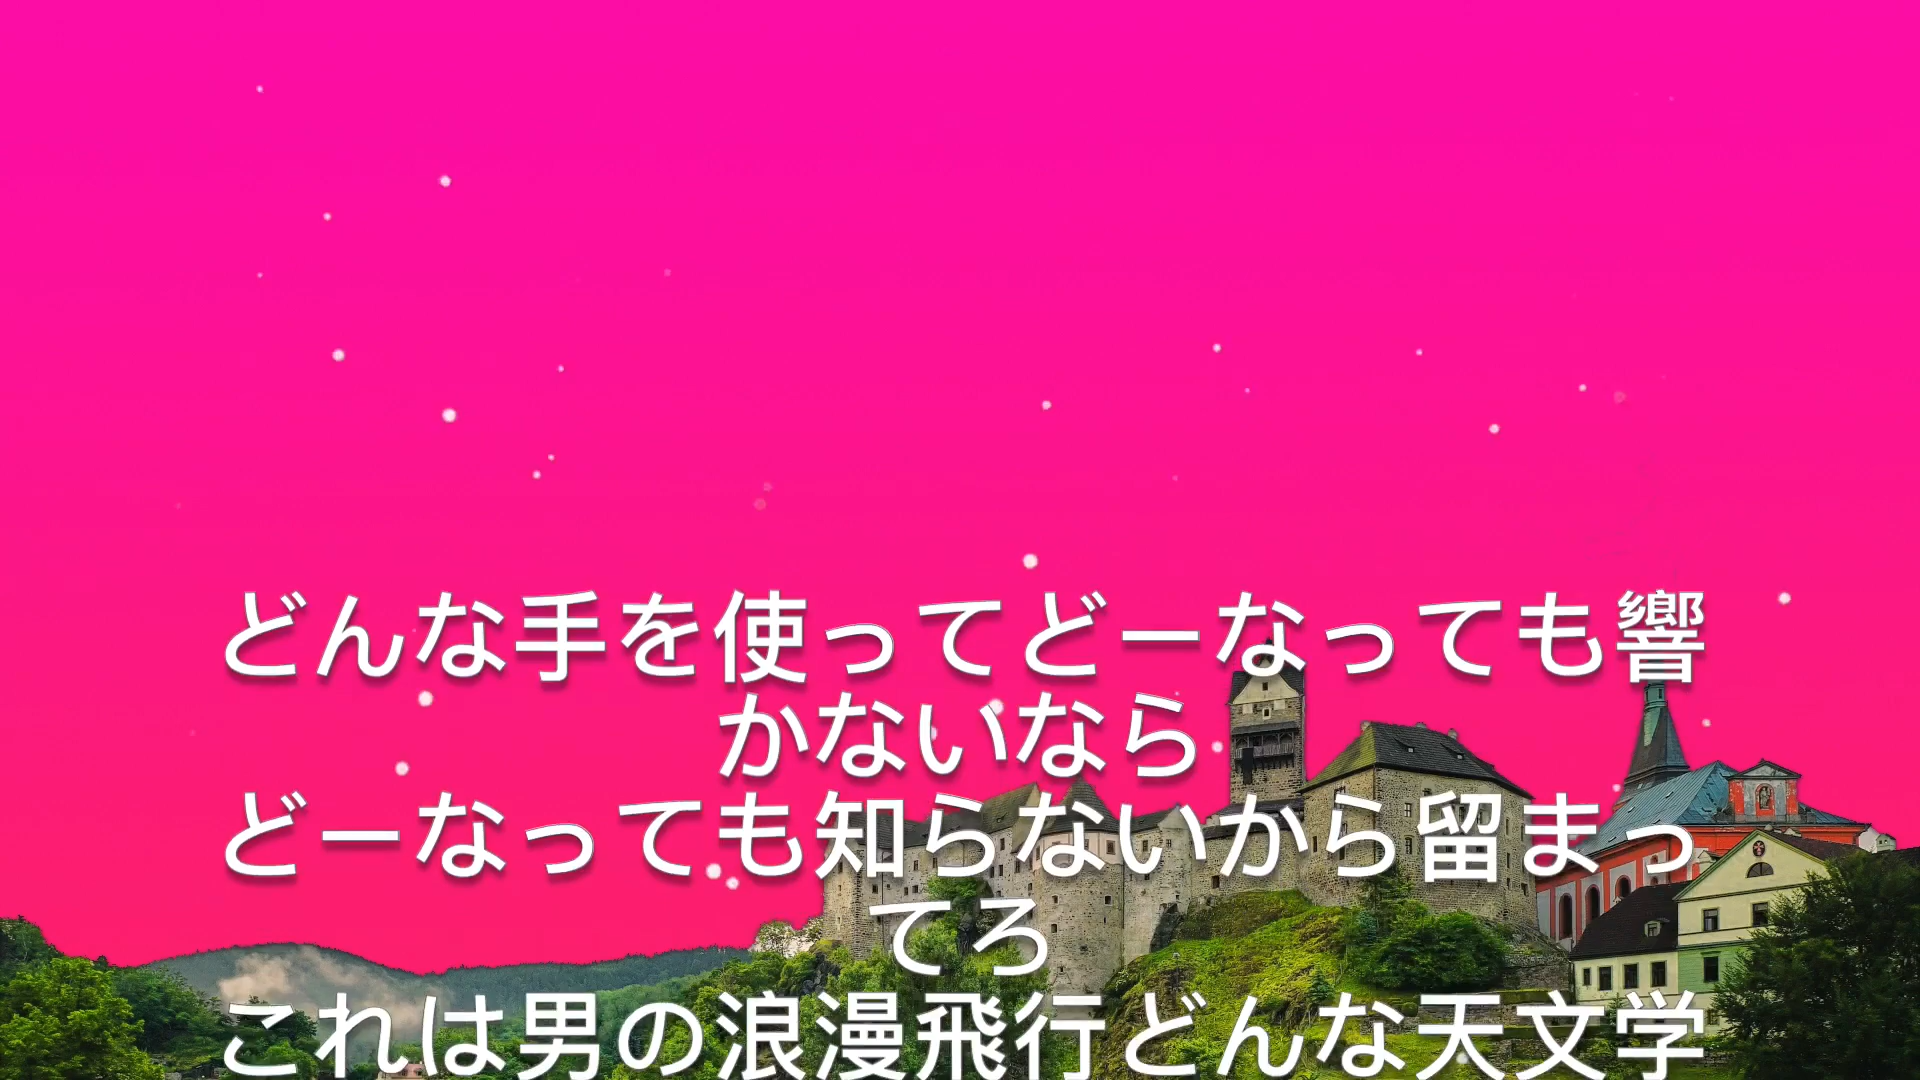 どんな手を使ってどーなっても響
かないなら
どーなっても知らないから留まっ
てろ
これは男の浪漫飛行どんな天文学